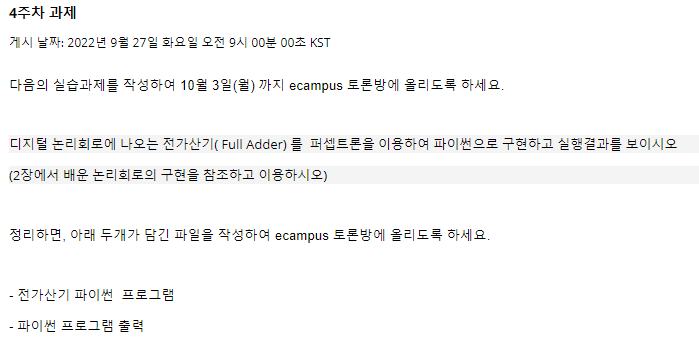 4주차 과제
게시 날짜: 2022년 9월 27일 화요일 오전 9시 00분 00초 KST
다음의 실습과제를 작성하여 10월 3일(월) 까지 ecampus 토론방에 올리도록 하세요.
디지털 논리회로에 나오는 전가산기( Full Adder) 를  퍼셉트론을 이용하여 파이썬으로 구현하고 실행결과를 보이시오
(2장에서 배운 논리회로의 구현을 참조하고 이용하시오)
정리하면, 아래 두개가 담긴 파일을 작성하여 ecampus 토론방에 올리도록 하세요.
- 전가산기 파이썬  프로그램
- 파이썬 프로그램 출력